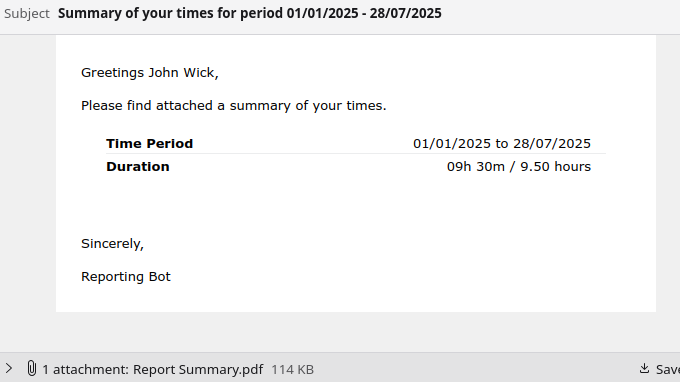 Subject Summary of your times for period 01/01/2025 - 28/07/2025
Greetings John Wick,
Please find attached a summary of your times.
Time Period 01/01/2025 to 28/07/2025
Duration 09h 30m / 9.50 hours
Sincerely,
Reporting Bot
1 attachment: Report Summary.pdf 114 KB Save